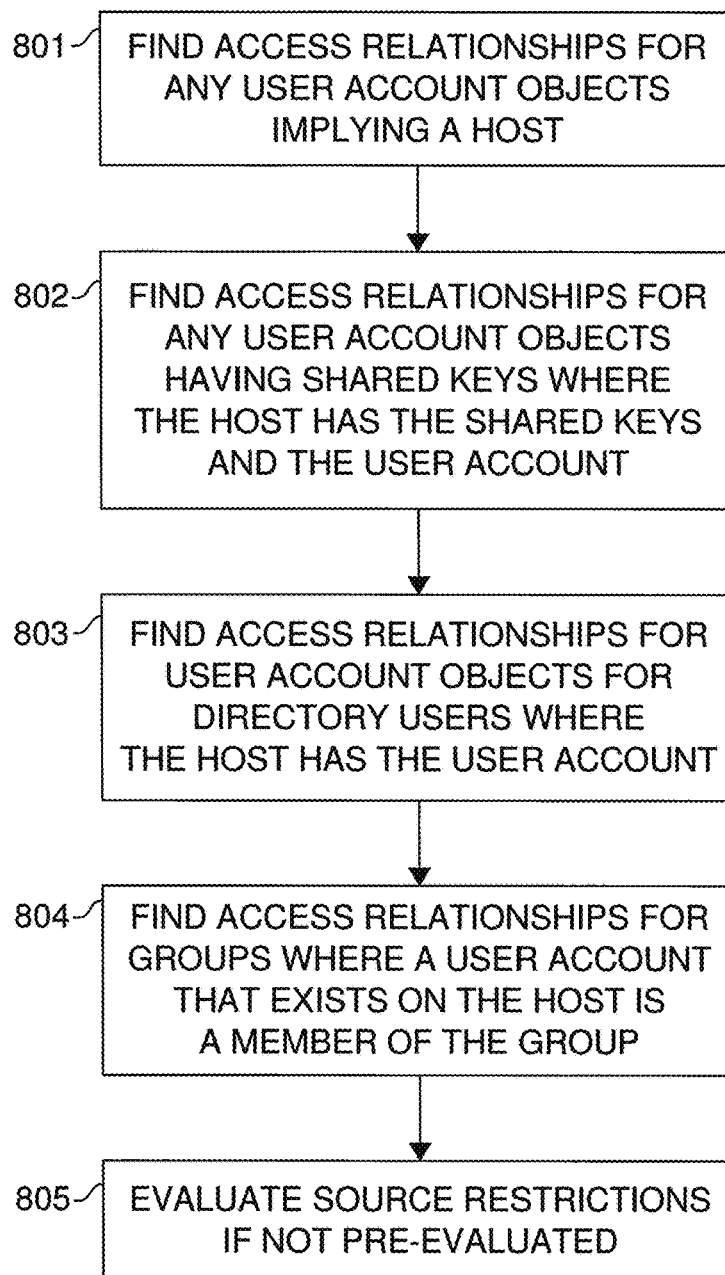 801
FIND ACCESS RELATIONSHIPS FOR
ANY USER ACCOUNT OBJECTS
IMPLYING A HOST
802
FIND ACCESS RELATIONSHIPS FOR
ANY USER ACCOUNT OBJECTS
HAVING SHARED KEYS WHERE
THE HOST HAS THE SHARED KEYS
AND THE USER ACCOUNT
803
FIND ACCESS RELATIONSHIPS FOR
USER ACCOUNT OBJECTS FOR
DIRECTORY USERS WHERE
THE HOST HAS THE USER ACCOUNT
804
FIND ACCESS RELATIONSHIPS FOR
GROUPS WHERE A USER ACCOUNT
THAT EXISTS ON THE HOST IS
A MEMBER OF THE GROUP
805
EVALUATE SOURCE RESTRICTIONS
IF NOT PRE-EVALUATED